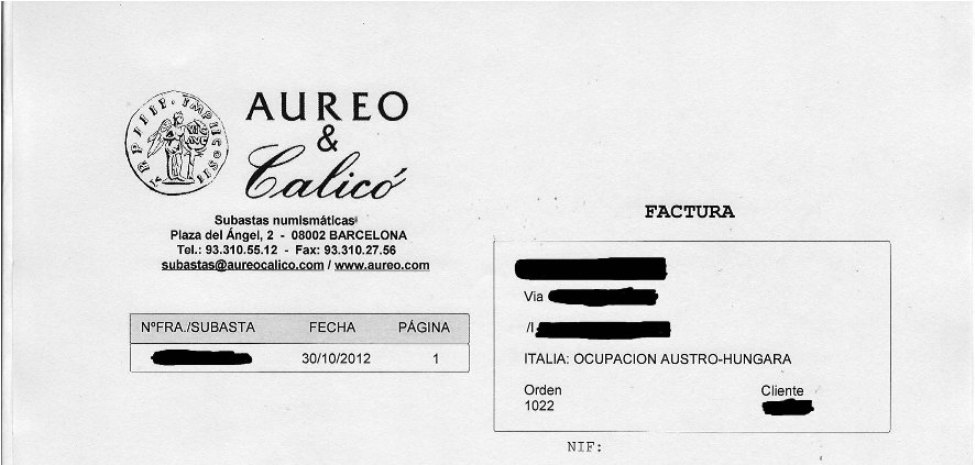 AUREO
&
Calicó
Subastas numismáticas
Plaza del Ángel, 2 - 08002 BARCELONA
Tel.: 93.310.55.12 - Fax: 93.310.27.56
subastas@aureocalico.com / www.aureo.com
NºFRA./SUBASTA FECHA PÁGINA
30/10/2012 1
FACTURA
Via
/I
ITALIA: OCUPACION AUSTRO-HUNGARA
Orden Cliente
1022
NIF: